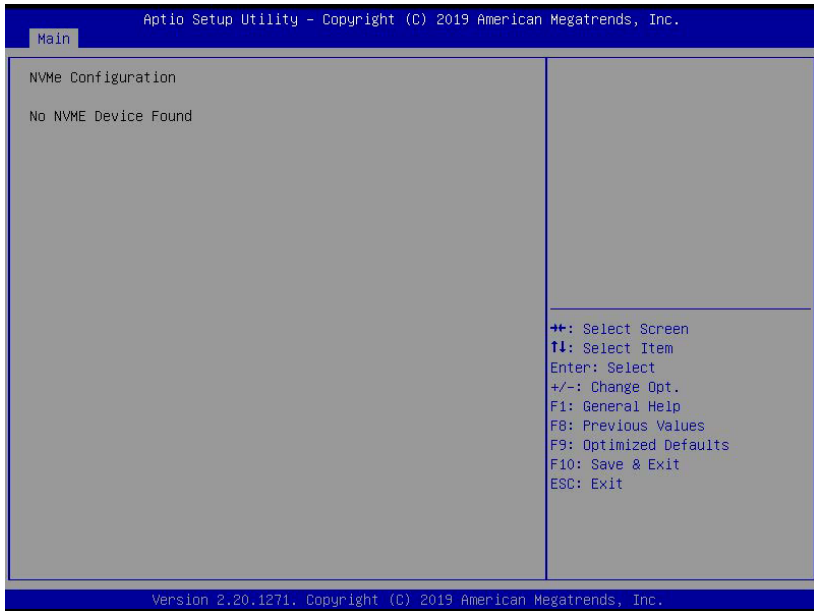 Aptio Setup Utility – Copyright (C) 2019 American Megatrends, Inc.
Main
NVMe Configuration
No NVME Device Found
→←: Select Screen
↑↓: Select Item
Enter: Select
+/-: Change Opt.
F1: General Help
F8: Previous Values
F9: Optimized Defaults
F10: Save & Exit
ESC: Exit
Version 2.20.1271. Copyright (C) 2019 American Megatrends, Inc.